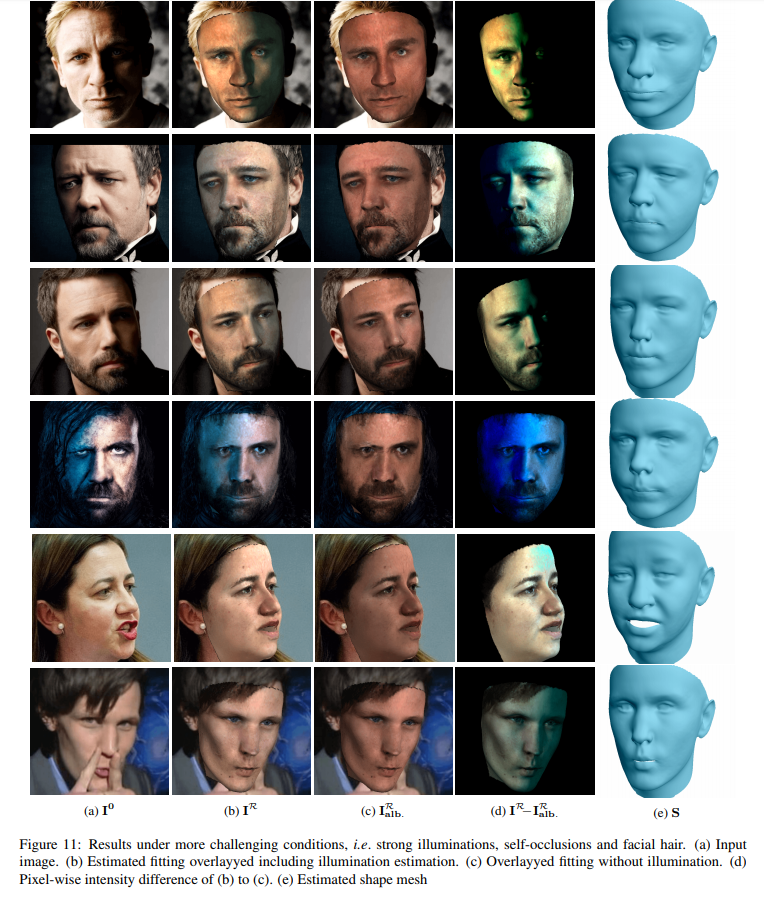 (a) I⁰ (b) Iᴿ (c) Iᴿalb. (d) Iᴿ–Iᴿalb. (e) S
Figure 11: Results under more challenging conditions, i.e. strong illuminations, self-occlusions and facial hair. (a) Input
image. (b) Estimated fitting overlayyed including illumination estimation. (c) Overlayyed fitting without illumination. (d)
Pixel-wise intensity difference of (b) to (c). (e) Estimated shape mesh